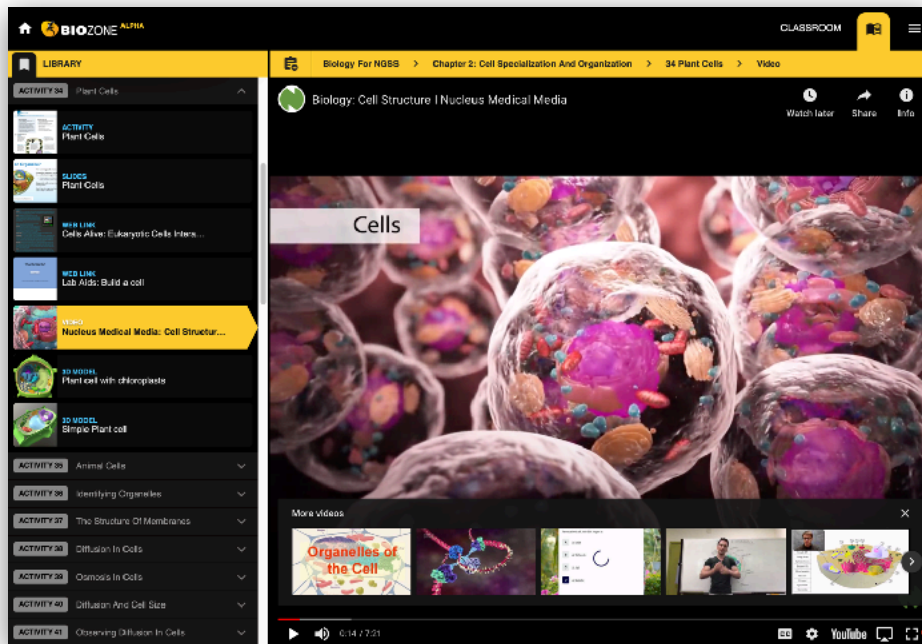 BIOZONE ALPHA
CLASSROOM
LIBRARY
Biology For NGSS > Chapter 2: Cell Specialization And Organization > 34 Plant Cells > Video
ACTIVITY 34 Plant Cells
ACTIVITY
Plant Cells
SLIDES
Plant Cells
WEB LINK
Cells Alive: Eukaryotic Cells Intera...
WEB LINK
Lab Aids: Build a cell
VIDEO
Nucleus Medical Media: Cell Structur...
3D MODEL
Plant cell with chloroplasts
3D MODEL
Simple Plant cell
ACTIVITY 35 Animal Cells
ACTIVITY 36 Identifying Organelles
ACTIVITY 37 The Structure Of Membranes
ACTIVITY 38 Diffusion In Cells
ACTIVITY 39 Osmosis In Cells
ACTIVITY 40 Diffusion And Cell Size
ACTIVITY 41 Observing Diffusion In Cells
Biology: Cell Structure I Nucleus Medical Media
Watch later
Share
Info
Cells
More videos
Organelles of
the Cell
0:14 / 7:21
CC
YouTube